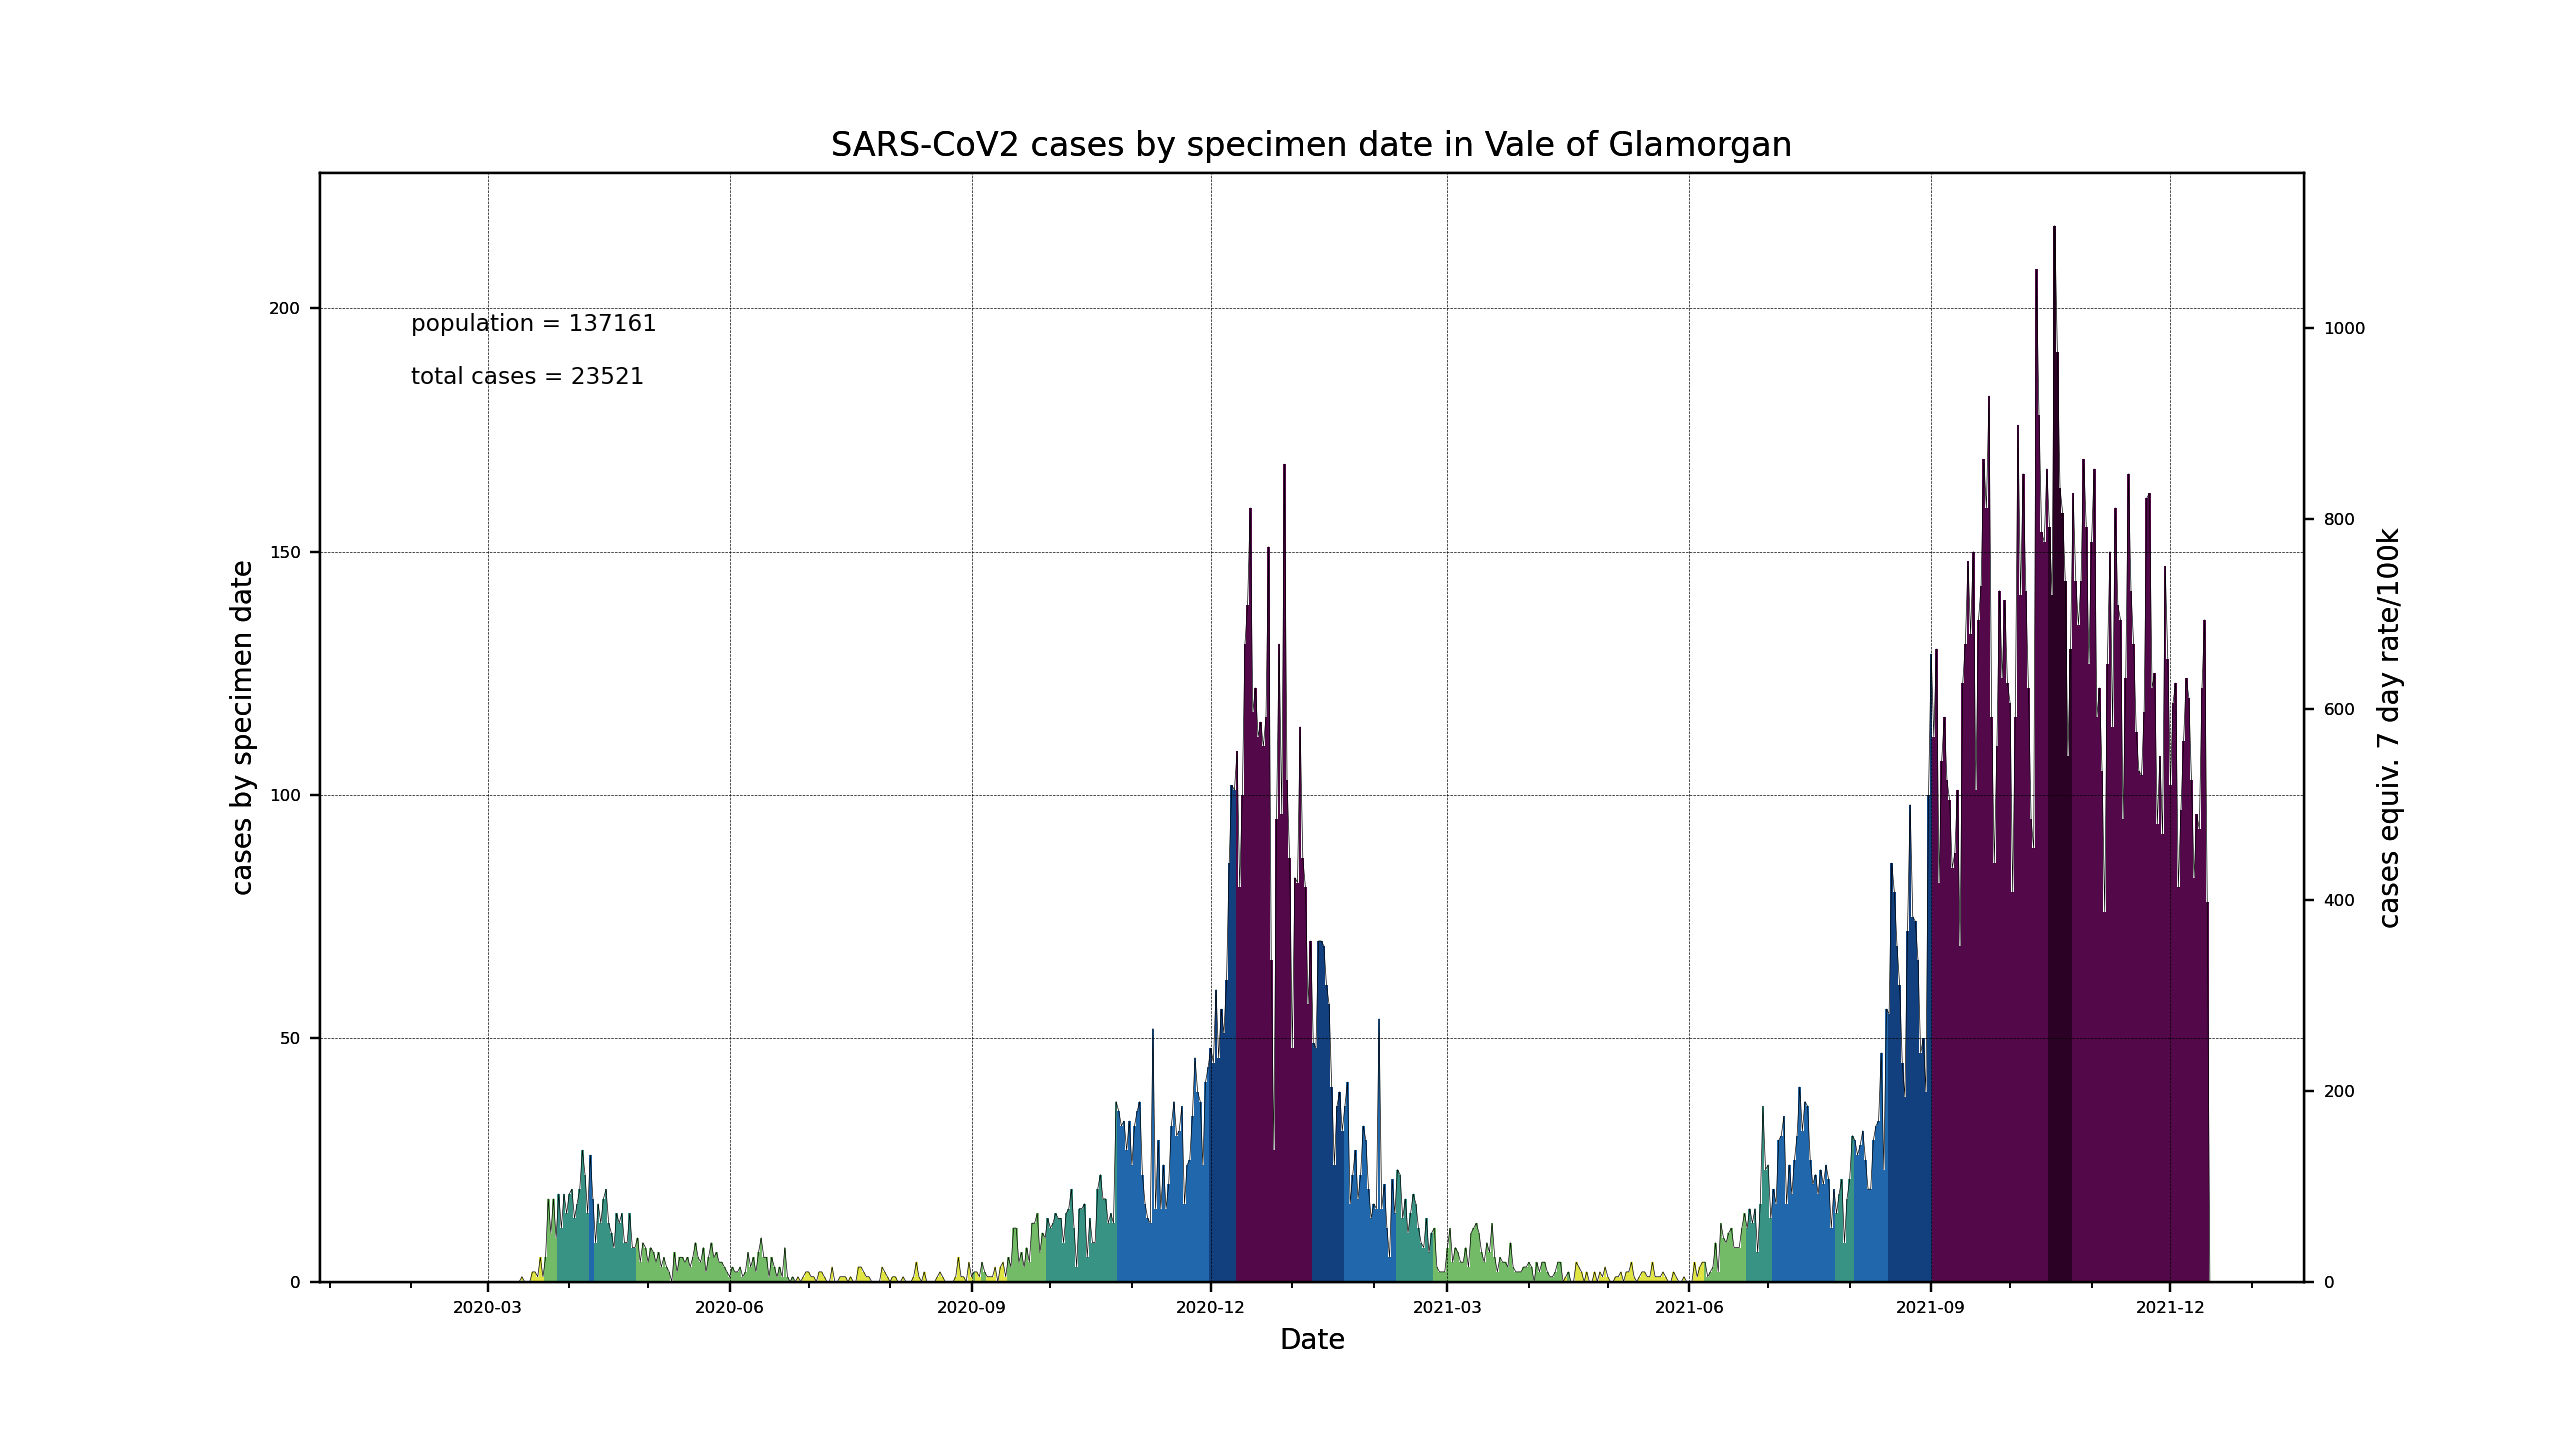 SARS-CoV2 cases by specimen date in Vale of Glamorgan
population = 137161
total cases = 23521
cases by specimen date
200
150
100
50
0
1000
800
600
400
200
0
cases equiv. 7 day rate/100k
2020-03 2020-06 2020-09 2020-12 2021-03 2021-06 2021-09 2021-12
Date